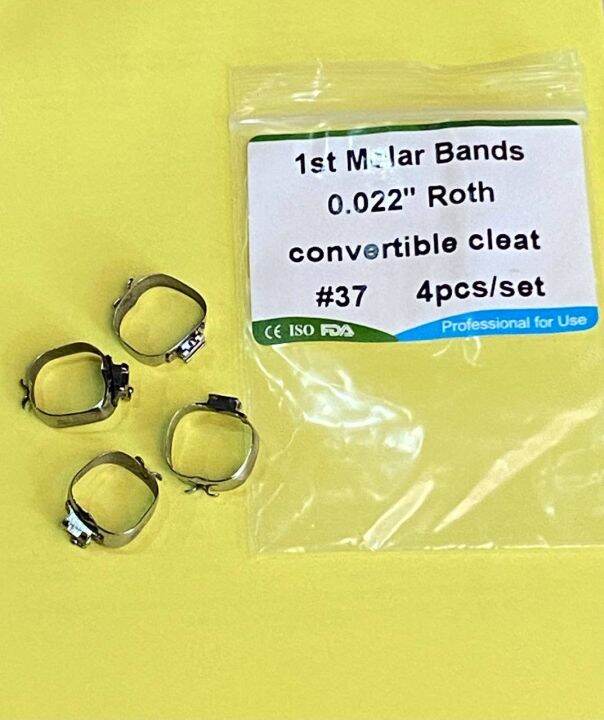 1st Molar Bands
0.022" Roth
convertible cleat
#37 4pcs/set
CE ISO FDA
Professional for Use